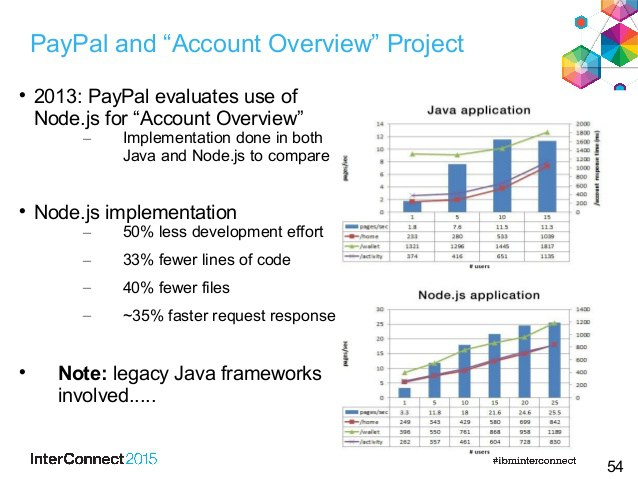 PayPal and “Account Overview” Project
• 2013: PayPal evaluates use of
Node.js for “Account Overview”
– Implementation done in both
Java and Node.js to compare
• Node.js implementation
– 50% less development effort
– 33% fewer lines of code
– 40% fewer files
– ~35% faster request response
• Note: legacy Java frameworks
involved.....
Java application
pages/sec
14
12
10
8
6
4
2
0
2000
1800
1600
1400
1200
1000
800
600
400
200
0
/account response time (ms)
1 5 10 15
pages/sec 1.8 7.6 11.5 11.3
/home 233 280 533 1039
/wallet 1321 1296 1445 1817
/activity 374 416 651 1135
# users
Node.js application
pages/sec
30
25
20
15
10
5
0
1400
1200
1000
800
600
400
200
0
1 5 10 15 20 25
pages/sec 3.3 11.8 18 21.6 24.6 25.5
/home 249 343 429 580 699 842
/wallet 396 550 761 868 958 1189
/activity 262 357 461 604 728 850
# users
InterConnect2015
#ibminterconnect
54